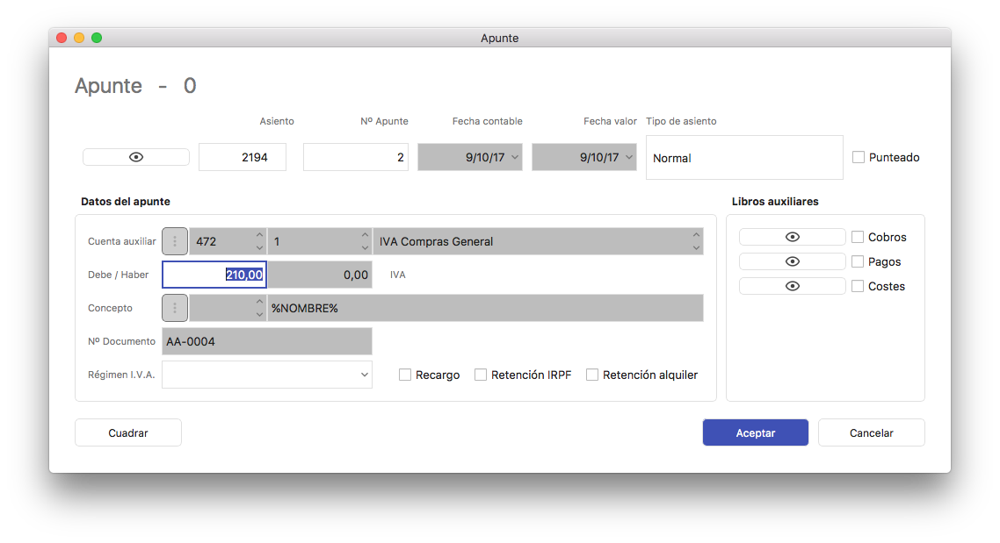 Apunte
Apunte - 0
Asiento Nº Apunte Fecha contable Fecha valor Tipo de asiento
2194 2 9/10/17 9/10/17 Normal Punteado
Datos del apunte
Cuenta auxiliar 472 1 IVA Compras General
Debe / Haber 210,00 0,00 IVA
Concepto %NOMBRE%
Nº Documento AA-0004
Régimen I.V.A. Recargo Retención IRPF Retención alquiler
Libros auxiliares
Cobros
Pagos
Costes
Cuadrar Aceptar Cancelar